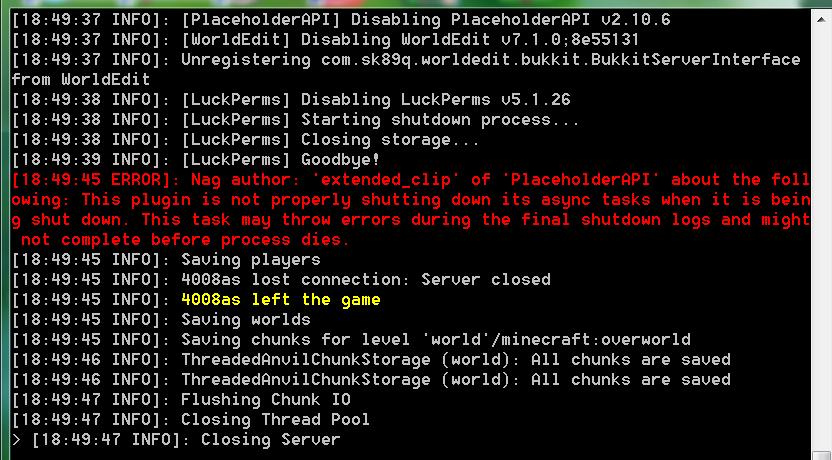 [18:49:37 INFO]: [PlaceholderAPI] Disabling PlaceholderAPI v2.10.6
[18:49:37 INFO]: [WorldEdit] Disabling WorldEdit v7.1.0;8e55131
[18:49:37 INFO]: Unregistering com.sk89q.worldedit.bukkit.BukkitServerInterface
from WorldEdit
[18:49:38 INFO]: [LuckPerms] Disabling LuckPerms v5.1.26
[18:49:38 INFO]: [LuckPerms] Starting shutdown process...
[18:49:38 INFO]: [LuckPerms] Closing storage...
[18:49:39 INFO]: [LuckPerms] Goodbye!
[18:49:45 ERROR]: Nag author: 'extended_clip' of 'PlaceholderAPI' about the foll
owing: This plugin is not properly shutting down its async tasks when it is bein
g shut down. This task may throw errors during the final shutdown logs and might
 not complete before process dies.
[18:49:45 INFO]: Saving players
[18:49:45 INFO]: 4008as lost connection: Server closed
[18:49:45 INFO]: 4008as left the game
[18:49:45 INFO]: Saving worlds
[18:49:45 INFO]: Saving chunks for level 'world'/minecraft:overworld
[18:49:46 INFO]: ThreadedAnvilChunkStorage (world): All chunks are saved
[18:49:46 INFO]: ThreadedAnvilChunkStorage (world): All chunks are saved
[18:49:47 INFO]: Flushing Chunk IO
[18:49:47 INFO]: Closing Thread Pool
> [18:49:47 INFO]: Closing Server